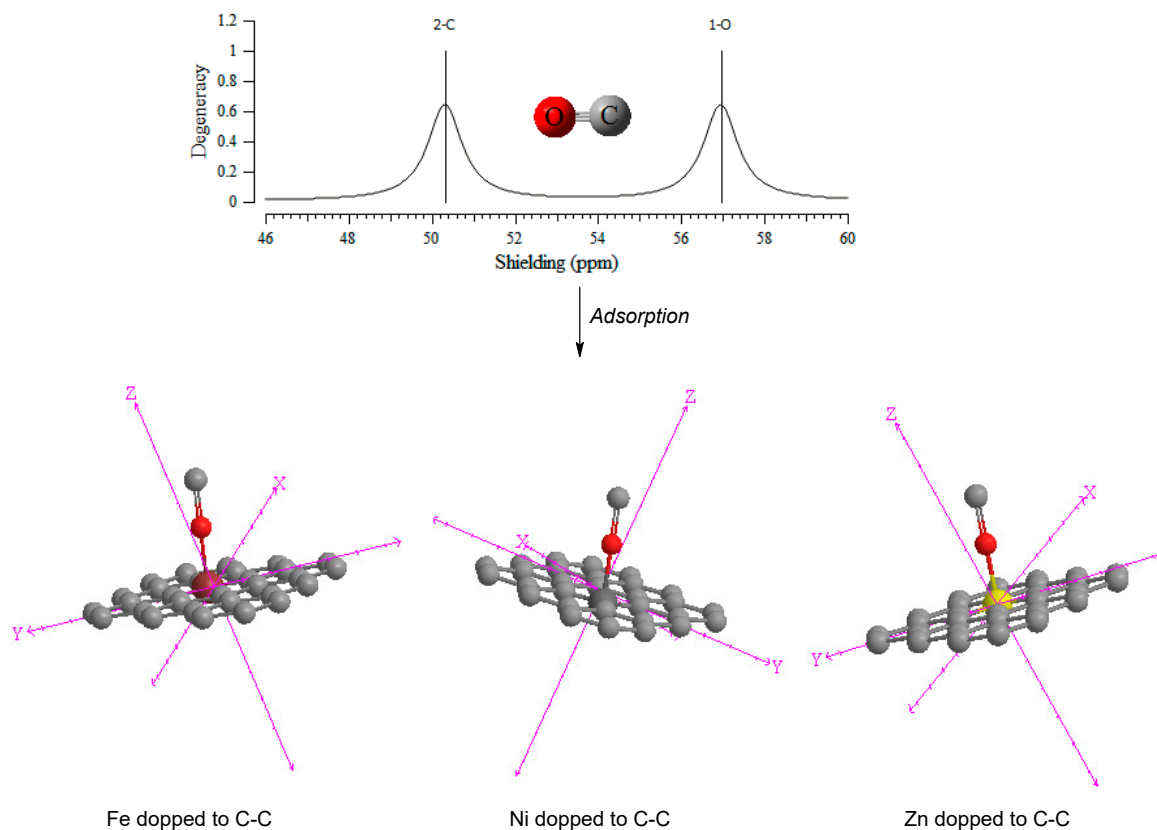 2-C 1-O
1.2
1
0.8
0.6
0.4
0.2
0
Degeneracy
O C
46 48 50 52 54 56 58 60
Shielding (ppm)
Adsorption
Z X Y
Z X Y
Z X Y
Fe dopped to C-C Ni dopped to C-C Zn dopped to C-C